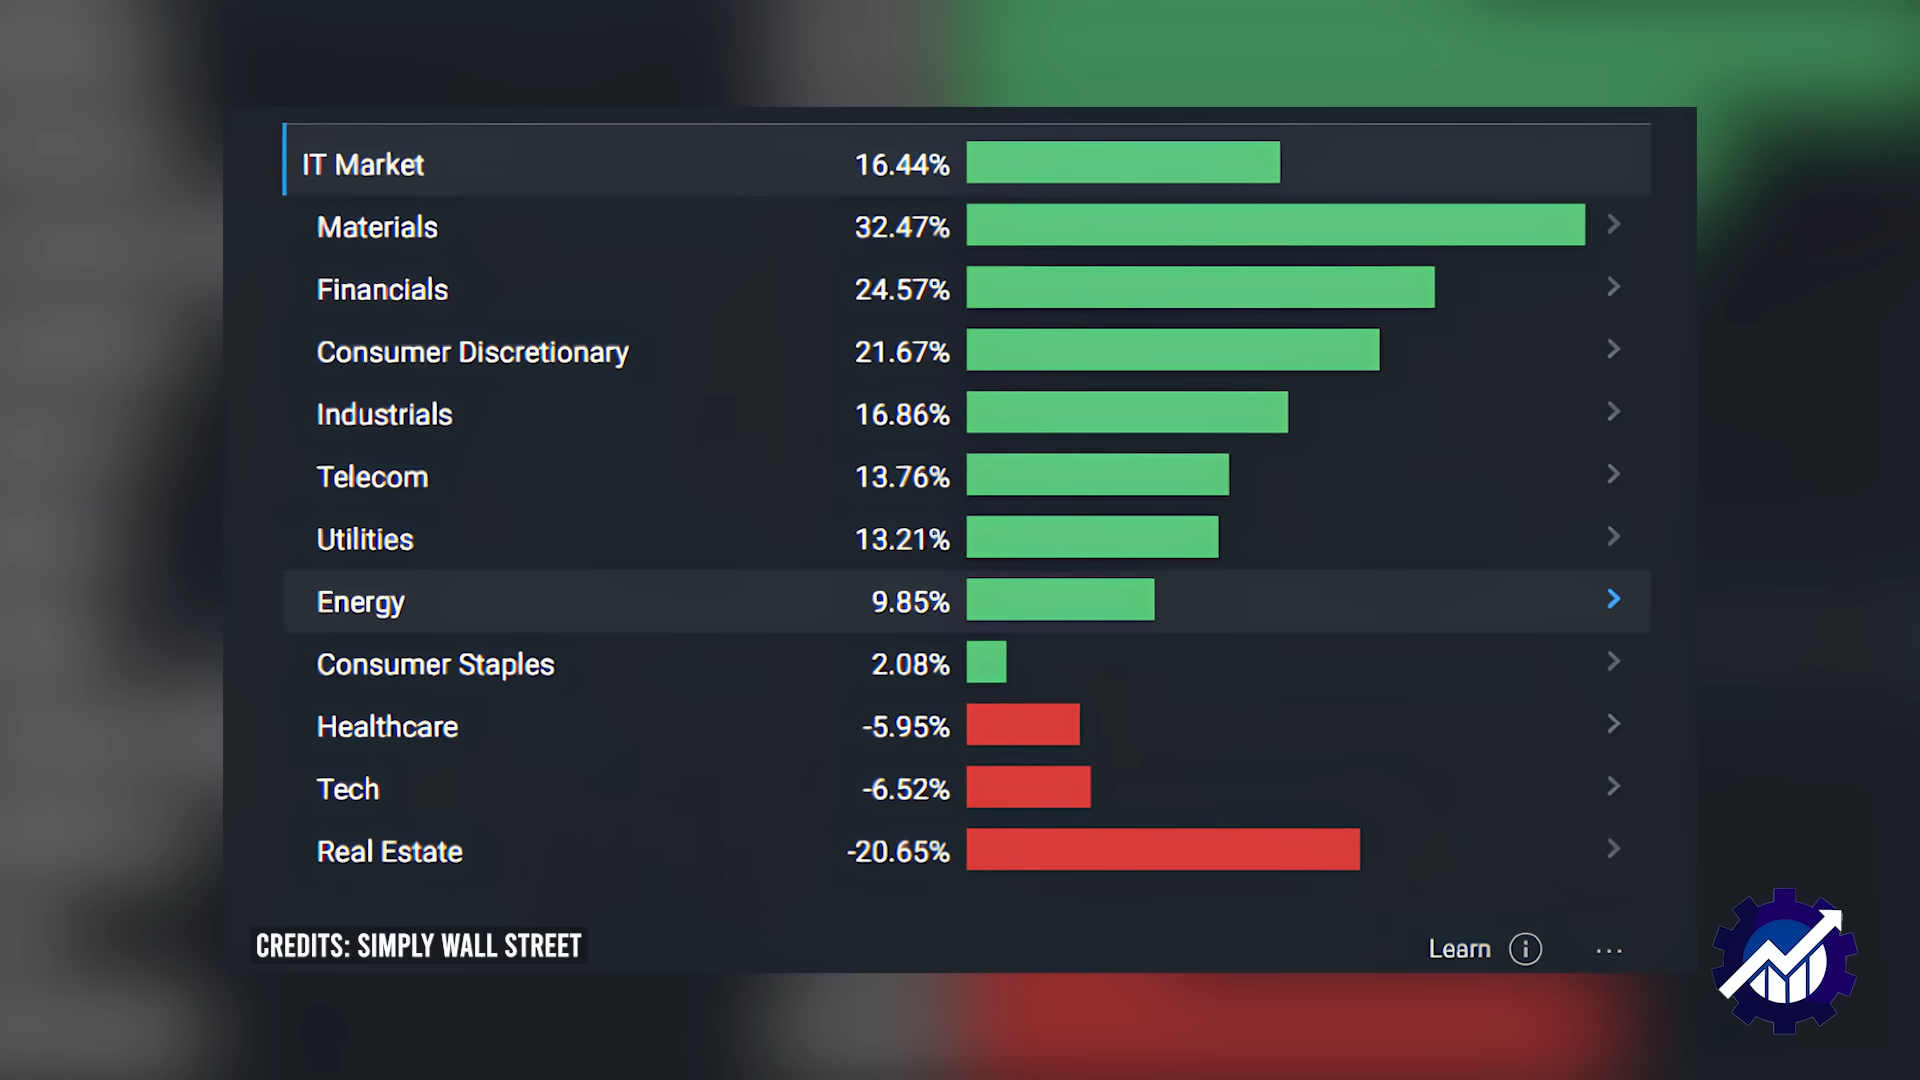 IT Market 16.44%
Materials 32.47%
Financials 24.57%
Consumer Discretionary 21.67%
Industrials 16.86%
Telecom 13.76%
Utilities 13.21%
Energy 9.85%
Consumer Staples 2.08%
Healthcare -5.95%
Tech -6.52%
Real Estate -20.65%
CREDITS: SIMPLY WALL STREET
Learn